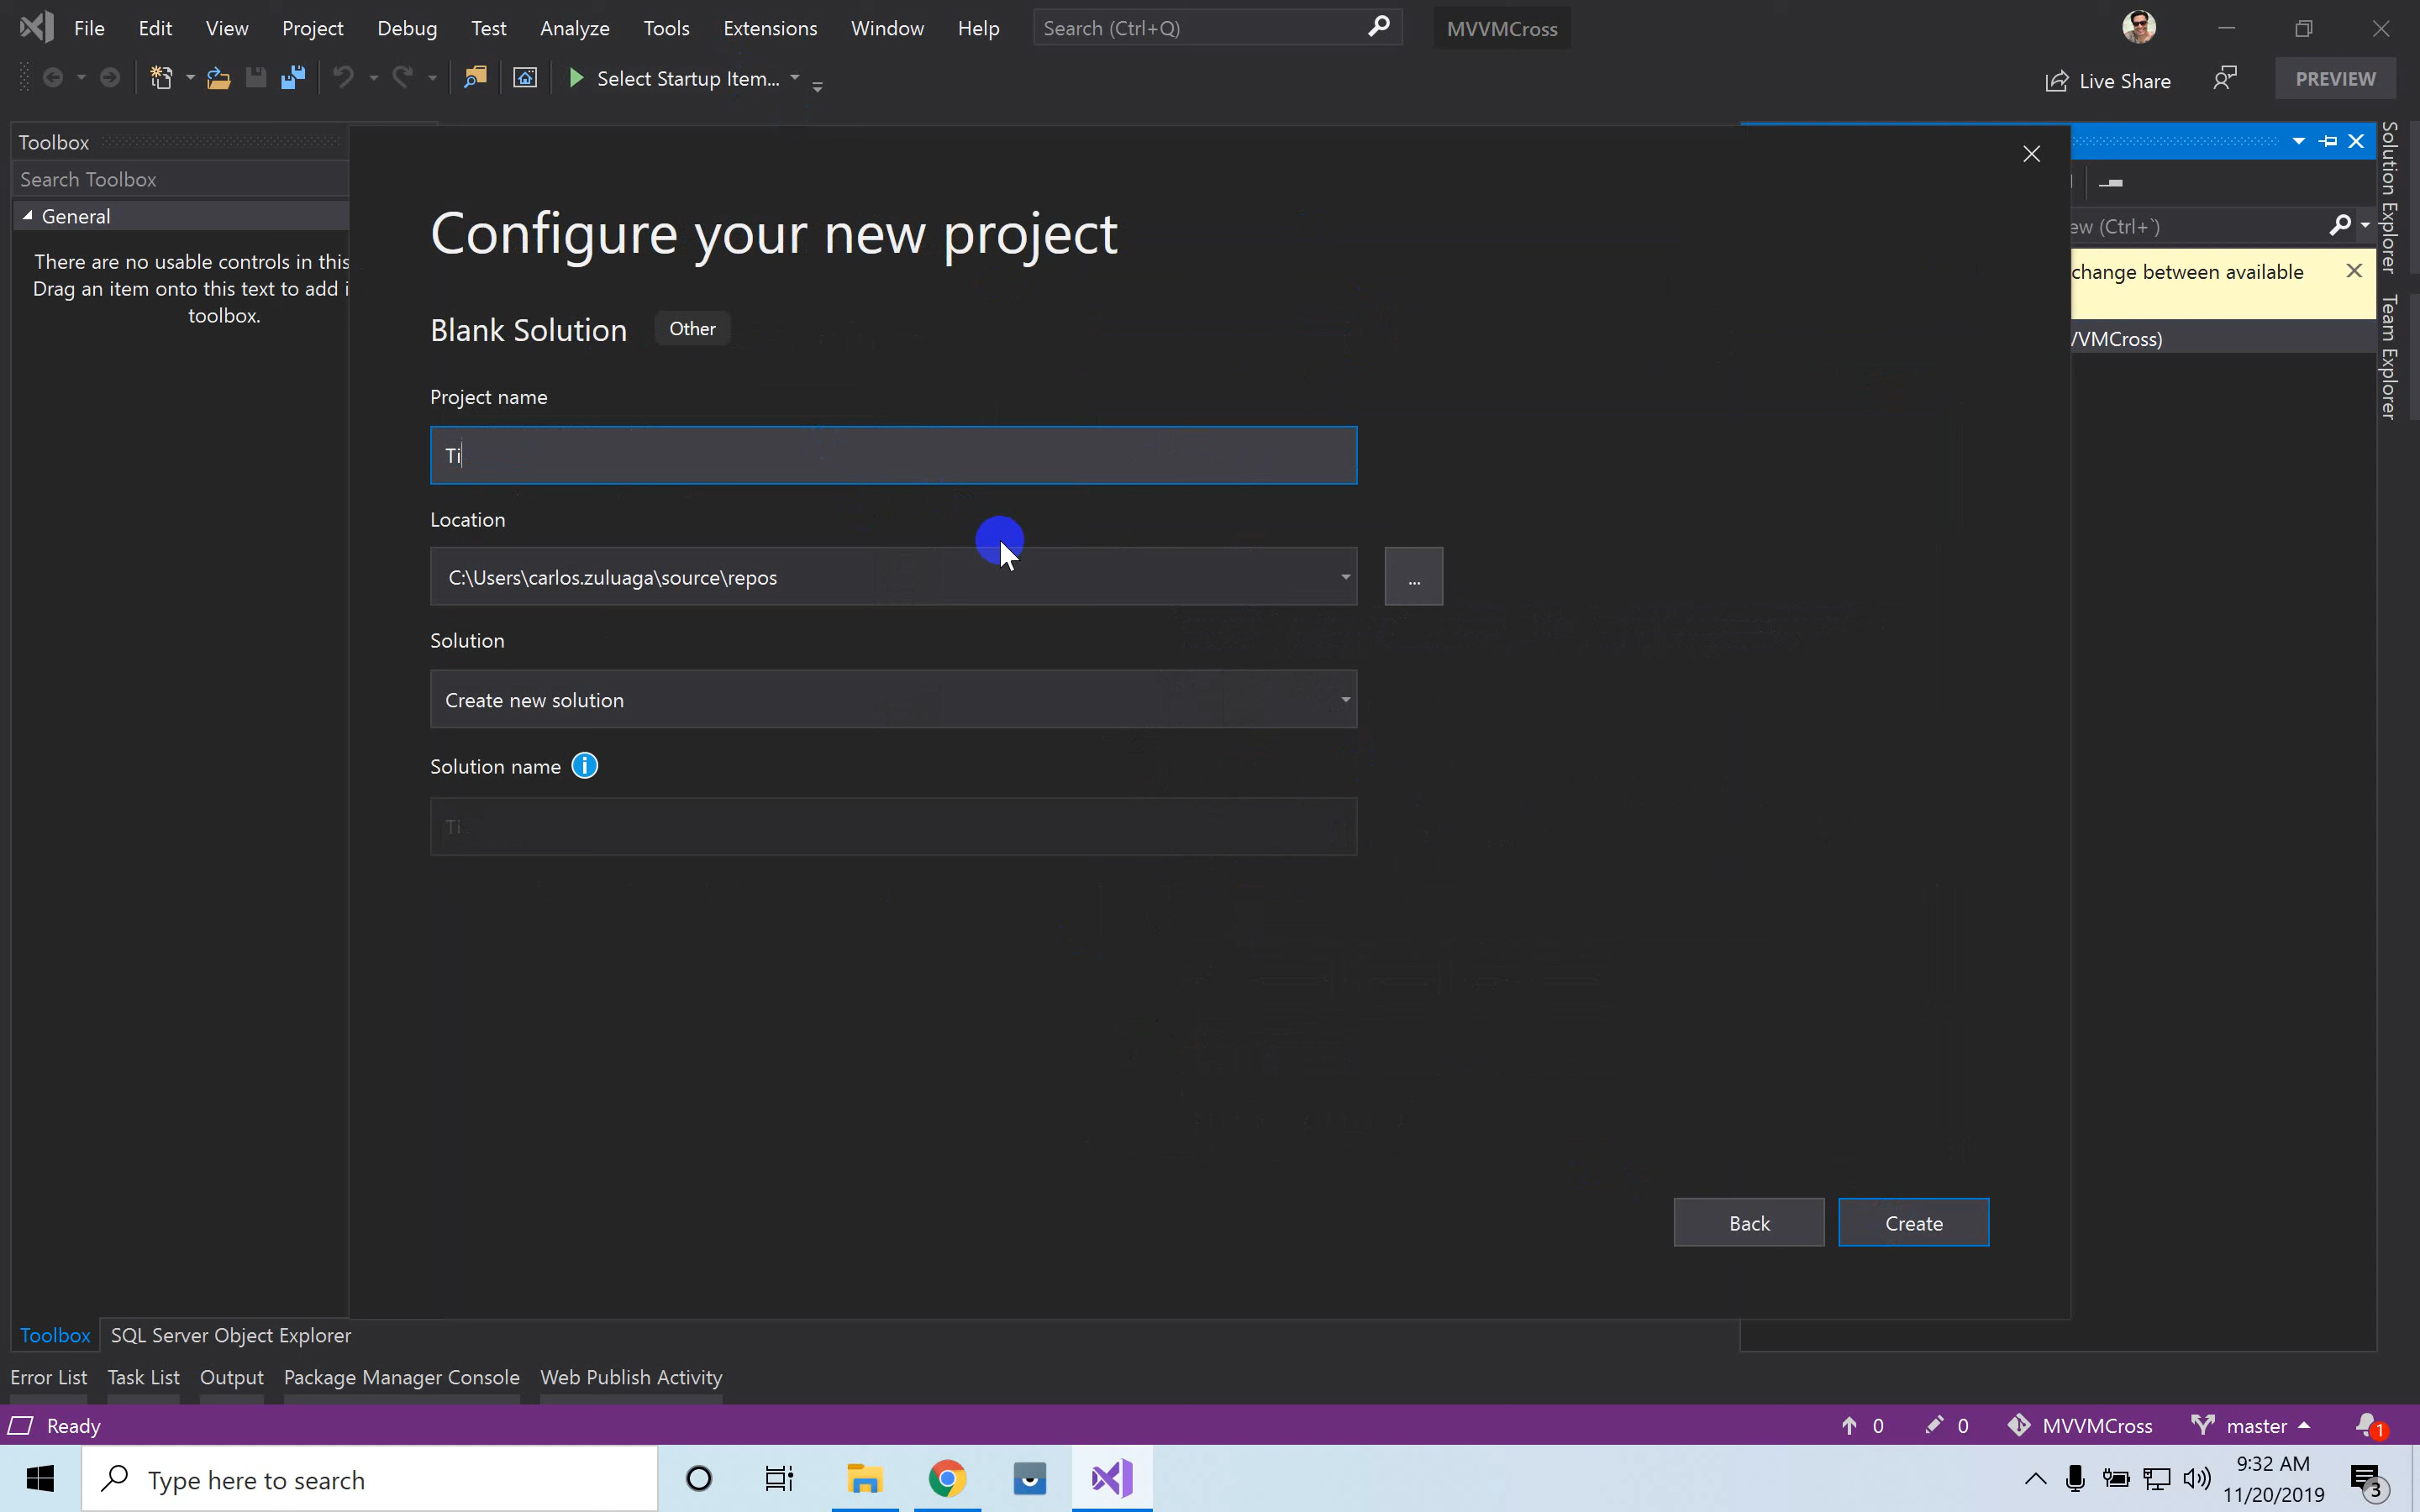 File Edit View Project Debug Test Analyze Tools Extensions Window Help Search (Ctrl+Q) MVVMCross
Select Startup Item... Live Share PREVIEW
Toolbox
Search Toolbox
General
There are no usable controls in this
Drag an item onto this text to add i
toolbox.
Configure your new project
Blank Solution Other
Project name
Ti
Location
C:\Users\carlos.zuluaga\source\repos
...
Solution
Create new solution
Solution name
Ti
Back Create
ew (Ctrl+`)
change between available
VMCross)
Solution Explorer
Team Explorer
Toolbox SQL Server Object Explorer
Error List Task List Output Package Manager Console Web Publish Activity
Ready 0 0 MVVMCross master 1
Type here to search
9:32 AM
11/20/2019
3